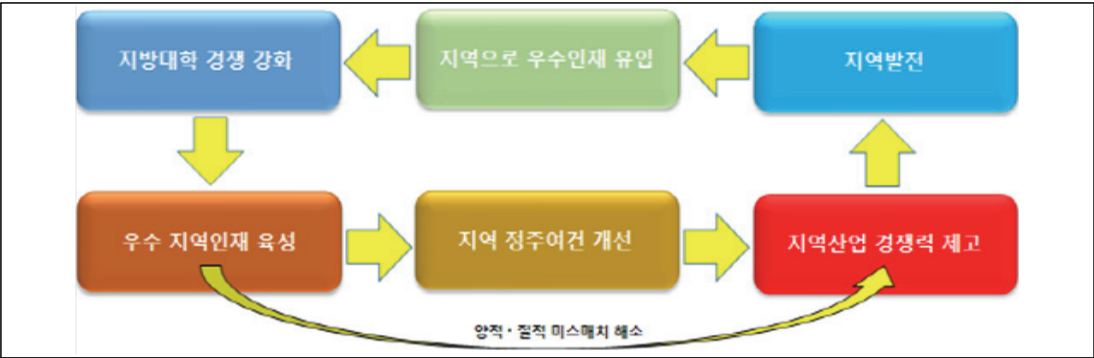 지방대학 경쟁 강화
지역으로 우수인재 유입
지역발전
우수 지역인재 육성
지역 정주여건 개선
지역산업 경쟁력 제고
양적·질적 미스매치 해소